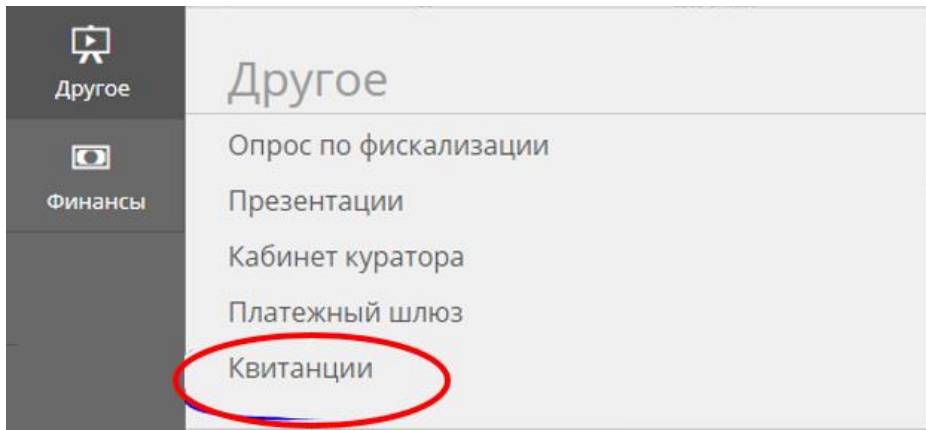 Другое
Финансы
Другое
Опрос по фискализации
Презентации
Кабинет куратора
Платежный шлюз
Квитанции